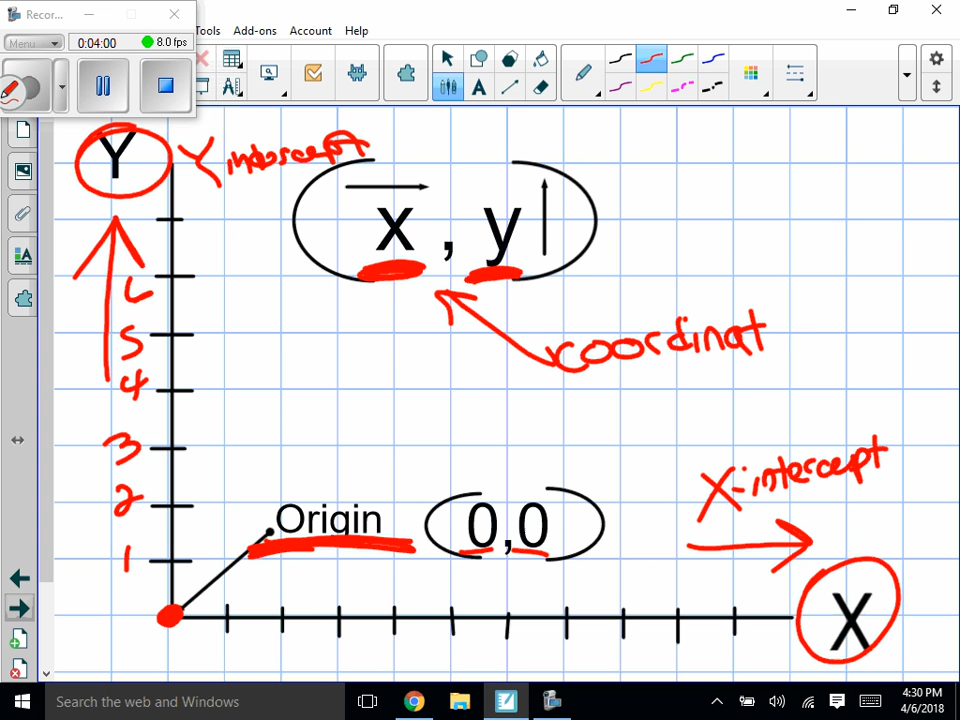 Recor...
Menu
0:04:00
8.0 fps
Tools Add-ons Account Help
Y
Y intercept
x , y
6
5
coordinat
4
3
X-intercept
2
Origin
0,0
1
X
Search the web and Windows
4:30 PM
4/6/2018